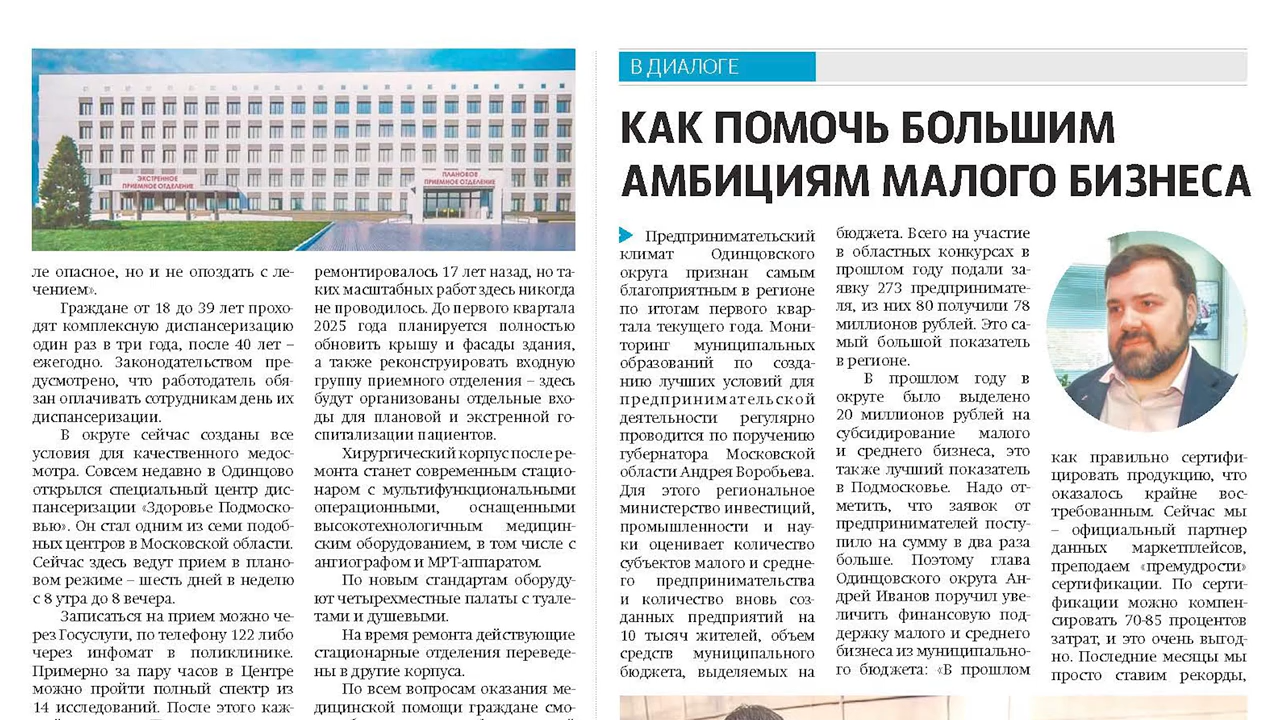 ЭКСТРЕННОЕ
ПРИЕМНОЕ ОТДЕЛЕНИЕ
ПЛАНОВОЕ
ПРИЕМНОЕ ОТДЕЛЕНИЕ
ле опасное, но и не опоздать с ле-
чением».
Граждане от 18 до 39 лет прохо-
дят комплексную диспансеризацию
один раз в три года, после 40 лет –
ежегодно. Законодательством пре-
дусмотрено, что работодатель обя-
зан оплачивать сотрудникам день их
диспансеризации.
В округе сейчас созданы все
условия для качественного медос-
мотра. Совсем недавно в Одинцово
открылся специальный центр дис-
пансеризации «Здоровье Подмоско-
вью». Он стал одним из семи подоб-
ных центров в Московской области.
Сейчас здесь ведут прием в плано-
вом режиме – шесть дней в неделю
с 8 утра до 8 вечера.
Записаться на прием можно че-
рез Госуслуги, по телефону 122 либо
через инфомат в поликлинике.
Примерно за пару часов в Центре
можно пройти полный спектр из
14 исследований. После этого каж-
ремонтировалось 17 лет назад, но та-
ких масштабных работ здесь никогда
не проводилось. До первого квартала
2025 года планируется полностью
обновить крышу и фасады здания,
а также реконструировать входную
группу приемного отделения – здесь
будут организованы отдельные вхо-
ды для плановой и экстренной го-
спитализации пациентов.
Хирургический корпус после ре-
монта станет современным стацио-
наром с мультифункциональными
операционными, оснащенными
высокотехнологичным медицин-
ским оборудованием, в том числе с
ангиографом и МРТ-аппаратом.
По новым стандартам оборуду-
ют четырехместные палаты с туале-
тами и душевыми.
На время ремонта действующие
стационарные отделения переведе-
ны в другие корпуса.
По всем вопросам оказания ме-
дицинской помощи граждане смо-
В ДИАЛОГЕ
КАК ПОМОЧЬ БОЛЬШИМ
АМБИЦИЯМ МАЛОГО БИЗНЕСА
Предпринимательский
климат Одинцовского
округа признан самым
благоприятным в регионе
по итогам первого квар-
тала текущего года. Мони-
торинг муниципальных
образований по созда-
нию лучших условий для
предпринимательской
деятельности регулярно
проводится по поручению
губернатора Московской
области Андрея Воробьева.
Для этого региональное
министерство инвестиций,
промышленности и нау-
ки оценивает количество
субъектов малого и средне-
го предпринимательства
и количество вновь соз-
данных предприятий на
10 тысяч жителей, объем
средств муниципального
бюджета, выделяемых на
бюджета. Всего на участие
в областных конкурсах в
прошлом году подали за-
явку 273 предпринимате-
ля, из них 80 получили 78
миллионов рублей. Это са-
мый большой показатель
в регионе.
В прошлом году в
округе было выделено
20 миллионов рублей на
субсидирование малого
и среднего бизнеса, это
также лучший показатель
в Подмосковье. Надо от-
метить, что заявок от
предпринимателей посту-
пило на сумму в два раза
больше. Поэтому глава
Одинцовского округа Ан-
дрей Иванов поручил уве-
личить финансовую под-
держку малого и среднего
бизнеса из муниципально-
го бюджета: «В прошлом
как правильно сертифи-
цировать продукцию, что
оказалось крайне вос-
требованным. Сейчас мы
– официальный партнер
данных маркетплейсов,
преподаем «премудрости»
сертификации. По серти-
фикации можно компен-
сировать 70-85 процентов
затрат, и это очень выгод-
но. Последние месяцы мы
просто ставим рекорды,